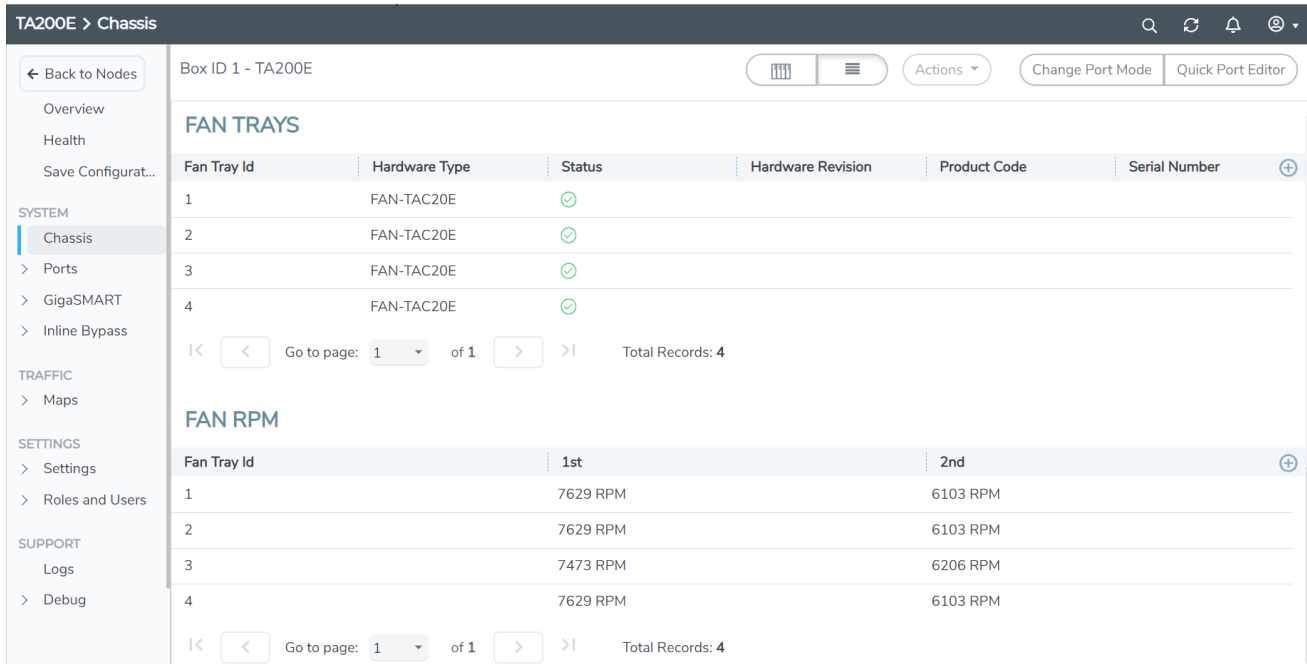 TA200E > Chassis
Back to Nodes
Overview
Health
Save Configurat...
SYSTEM
Chassis
Ports
GigaSMART
Inline Bypass
TRAFFIC
Maps
SETTINGS
Settings
Roles and Users
SUPPORT
Logs
Debug
Box ID 1 - TA200E
Actions
Change Port Mode
Quick Port Editor
FAN TRAYS
Fan Tray Id Hardware Type Status Hardware Revision Product Code Serial Number
1 FAN-TAC20E
2 FAN-TAC20E
3 FAN-TAC20E
4 FAN-TAC20E
Go to page: 1 of 1 Total Records: 4
FAN RPM
Fan Tray Id 1st 2nd
1 7629 RPM 6103 RPM
2 7629 RPM 6103 RPM
3 7473 RPM 6206 RPM
4 7629 RPM 6103 RPM
Go to page: 1 of 1 Total Records: 4